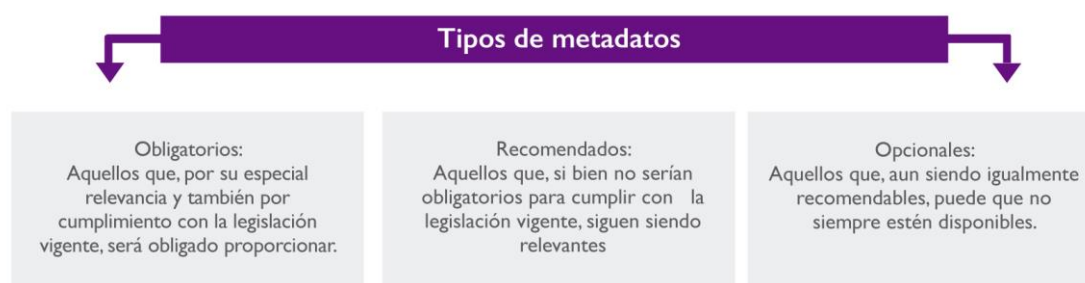 Tipos de metadatos
Obligatorios:
Aquellos que, por su especial
relevancia y también por
cumplimiento con la legislación
vigente, será obligado proporcionar.
Recomendados:
Aquellos que, si bien no serían
obligatorios para cumplir con la
legislación vigente, siguen siendo
relevantes
Opcionales:
Aquellos que, aun siendo igualmente
recomendables, puede que no
siempre estén disponibles.